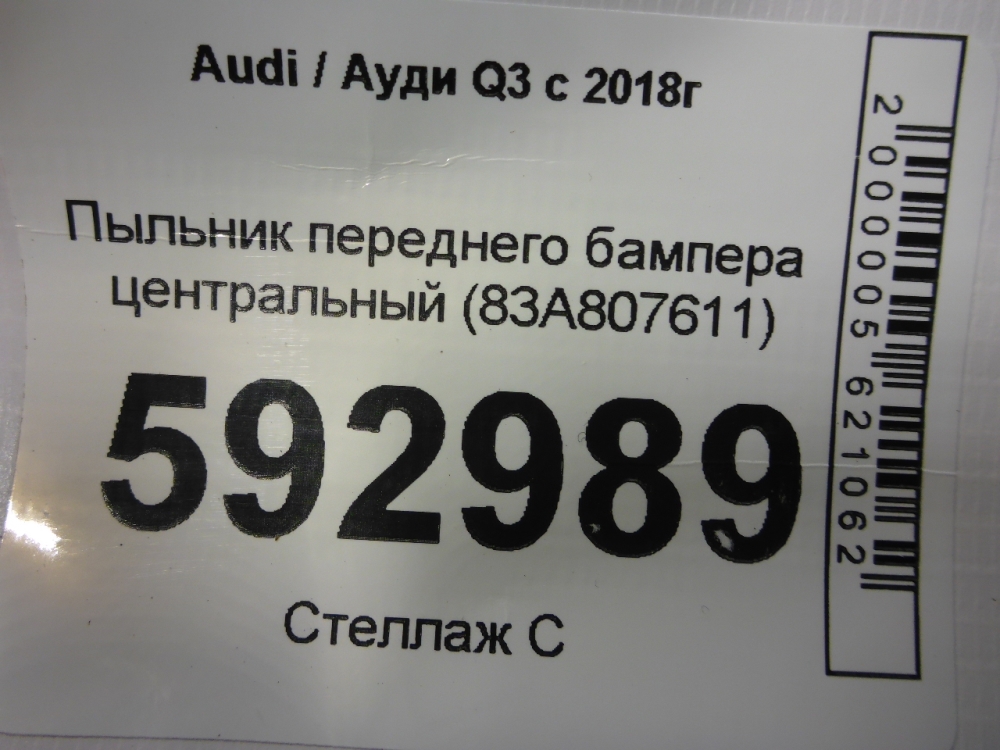 Audi / Ауди Q3 с 2018г
Пыльник переднего бампера
центральный (83A807611)
592989
Стеллаж С
2000005621062